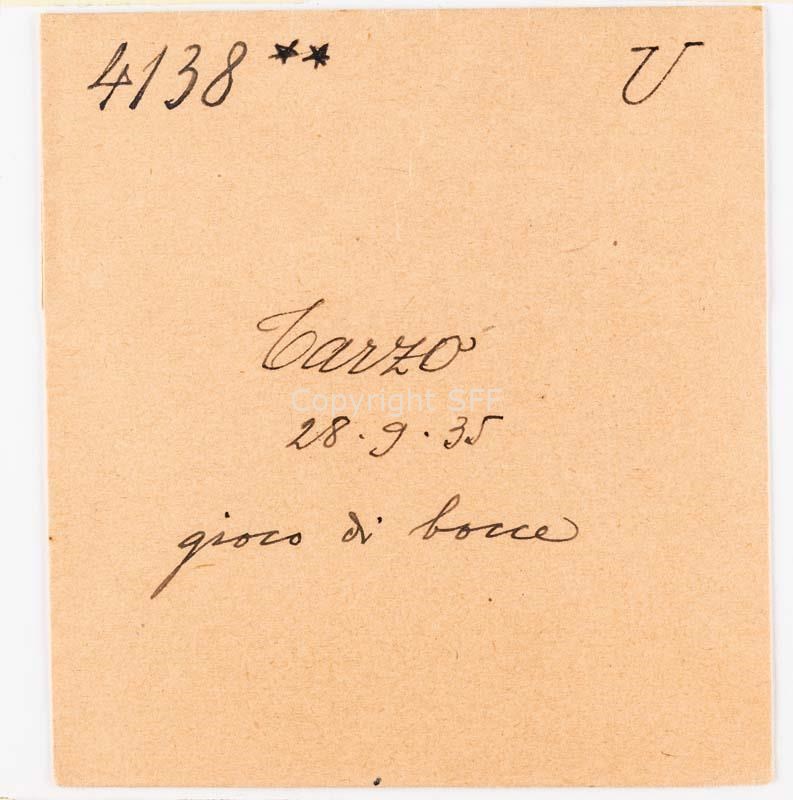 4138 ** U
Tarzo
Copyright SFF
28.9.35
gioco di bocce